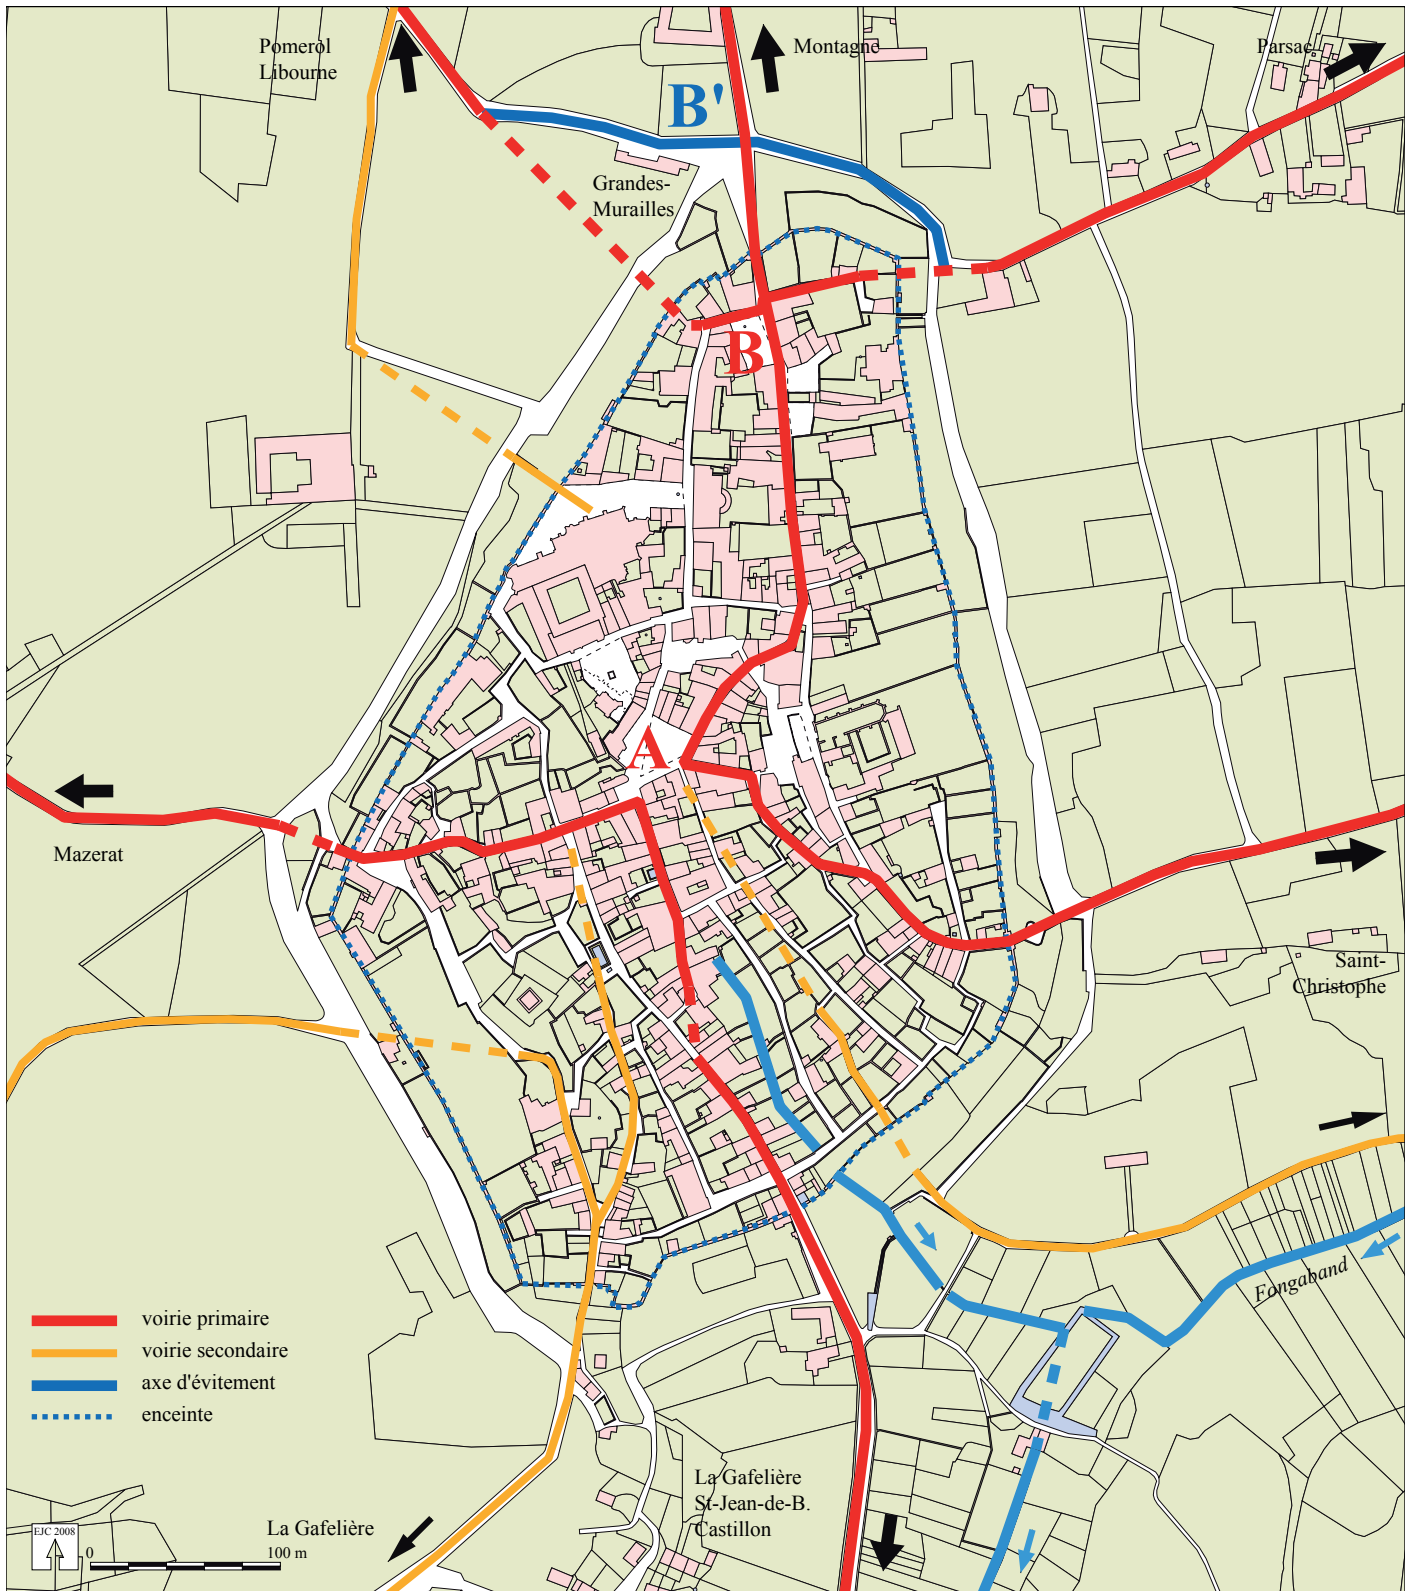 Pomerol
Libourne
Montagne
Parsac
B'
Grandes-
Murailles
B
A
Mazerat
Saint-
Christophe
Fongaband
voirie primaire
voirie secondaire
axe d'évitement
enceinte
La Gafelière
St-Jean-de-B.
Castillon
La Gafelière
EJC 2008
0 100 m